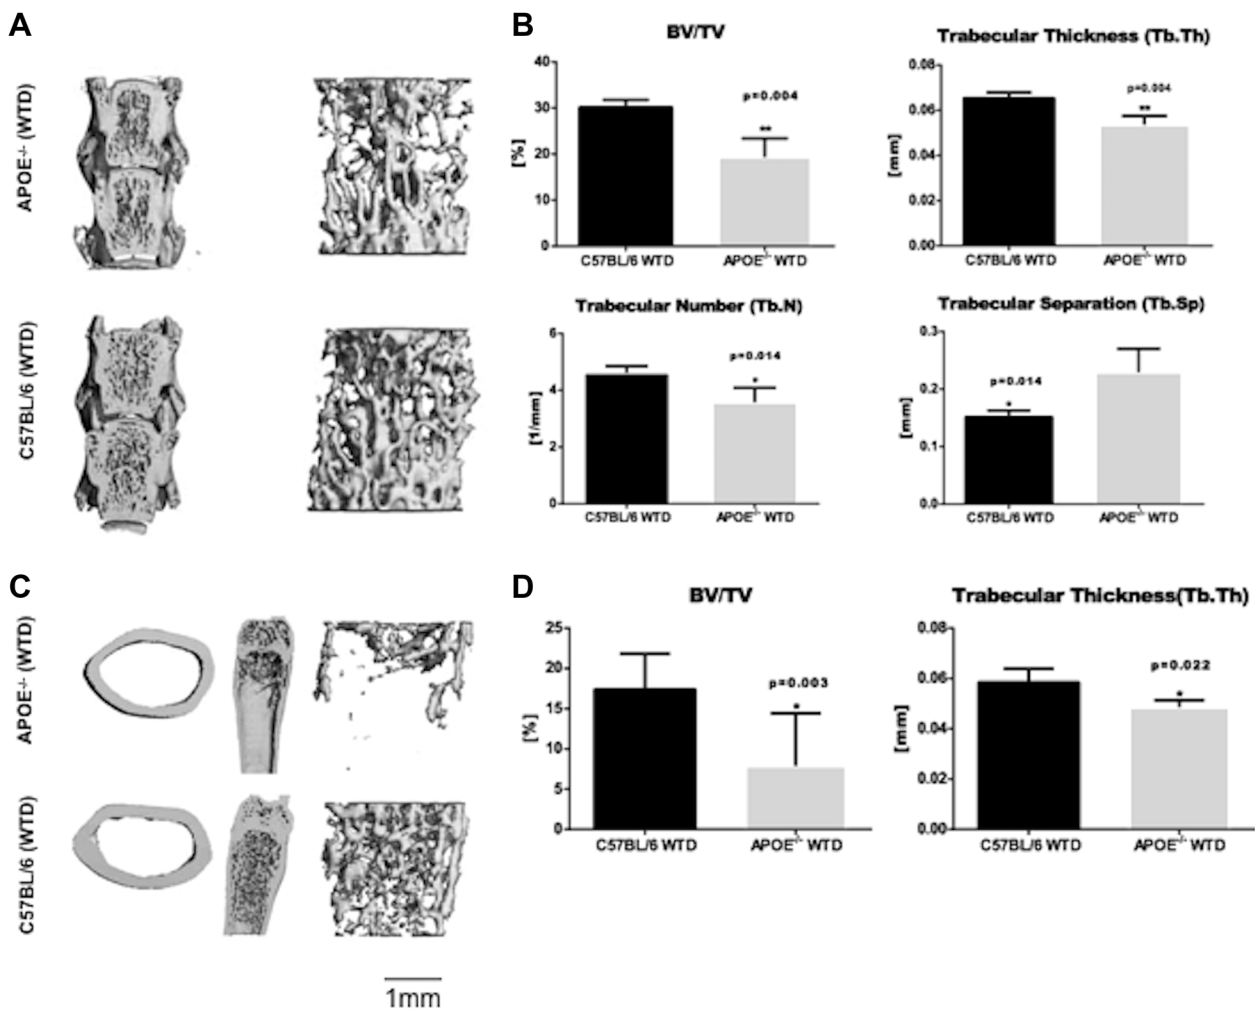 A
APOE-/- (WTD)
C57BL/6 (WTD)
B
BV/TV
[%]
40
30
20
10
0
p=0.004
**
C57BL/6 WTD
APOE-/- WTD
Trabecular Thickness (Tb.Th)
[mm]
0.08
0.06
0.04
0.02
0.00
p=0.004
**
C57BL/6 WTD
APOE-/- WTD
Trabecular Number (Tb.N)
[1/mm]
6
4
2
0
p=0.014
*
C57BL/6 WTD
APOE-/- WTD
Trabecular Separation (Tb.Sp)
[mm]
0.3
0.2
0.1
0.0
p=0.014
*
C57BL/6 WTD
APOE-/- WTD
C
APOE-/- (WTD)
C57BL/6 (WTD)
1mm
D
BV/TV
[%]
25
20
15
10
5
0
p=0.003
*
C57BL/6 WTD
APOE-/- WTD
Trabecular Thickness(Tb.Th)
[mm]
0.08
0.06
0.04
0.02
0.00
p=0.022
*
C57BL/6 WTD
APOE-/- WTD